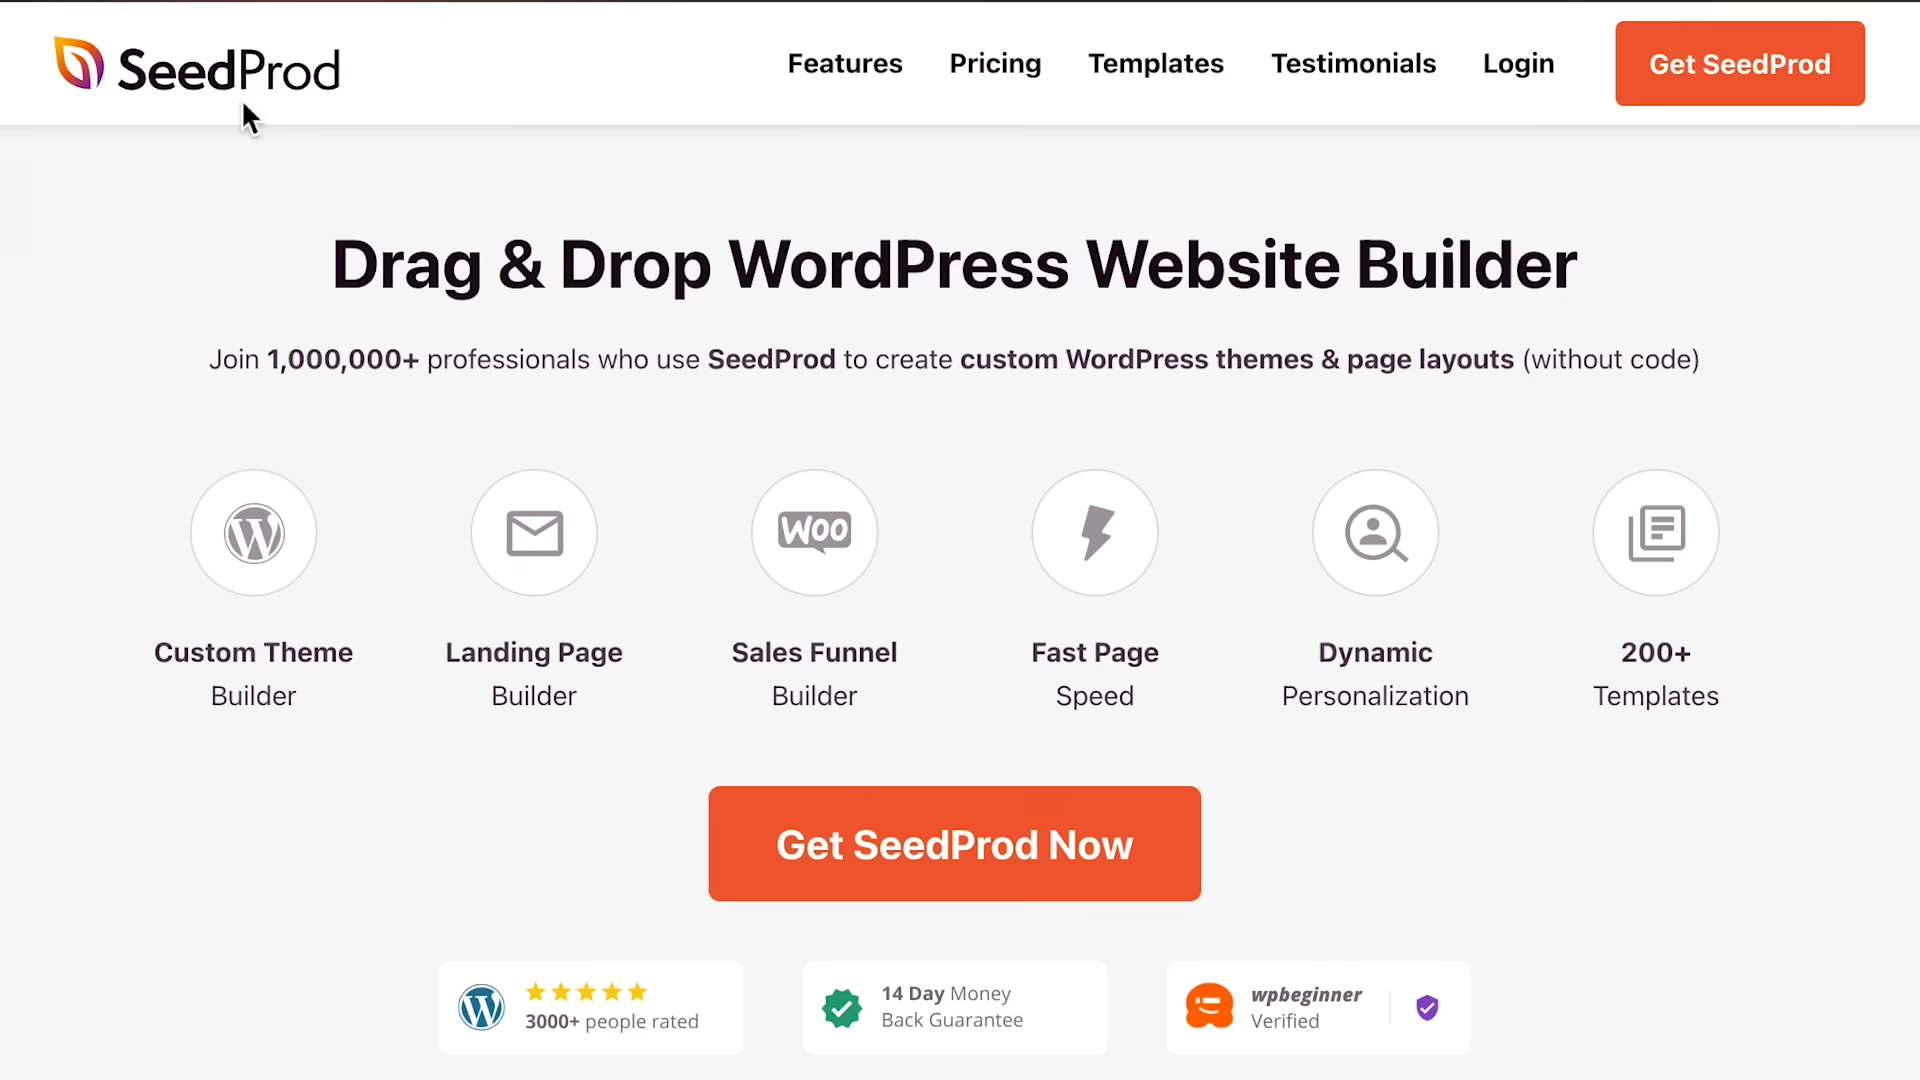 SeedProd
Features
Pricing
Templates
Testimonials
Login
Get SeedProd
Drag & Drop WordPress Website Builder
Join 1,000,000+ professionals who use SeedProd to create custom WordPress themes & page layouts (without code)
WOO
Custom Theme
Builder
Landing Page
Builder
Sales Funnel
Builder
Fast Page
Speed
Dynamic
Personalization
200+
Templates
Get SeedProd Now
3000+ people rated
14 Day Money
Back Guarantee
wpbeginner
Verified